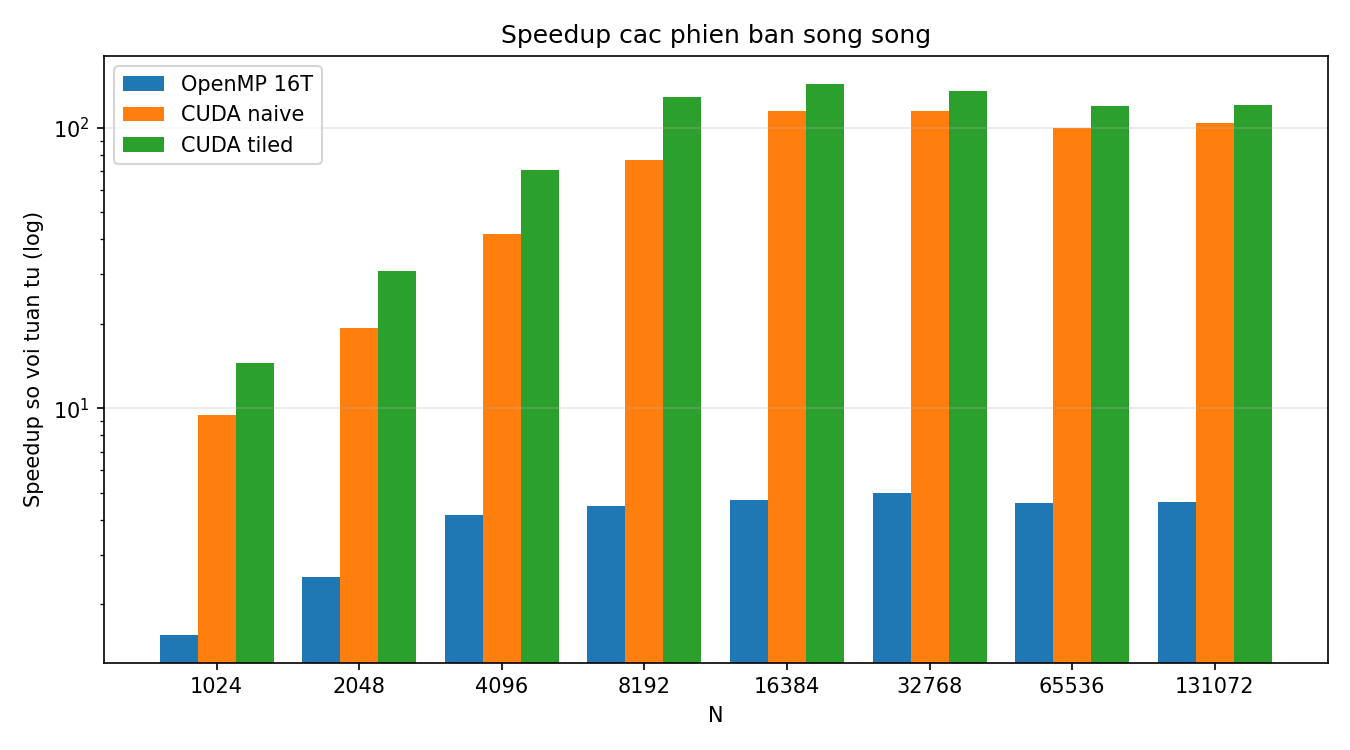 Speedup cac phien ban song song
OpenMP 16T
CUDA naive
CUDA tiled
Speedup so voi tuan tu (log)
10²
10¹
1024 2048 4096 8192 16384 32768 65536 131072
N